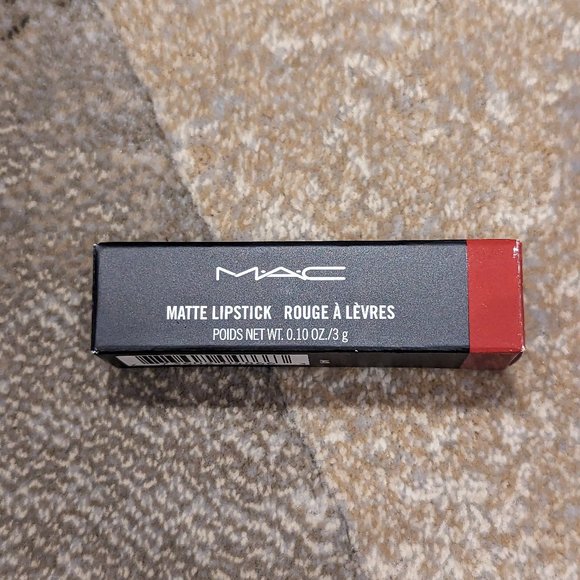 M·A·C
MATTE LIPSTICK ROUGE À LÈVRES
POIDS NET WT. 0.10 OZ./3 g